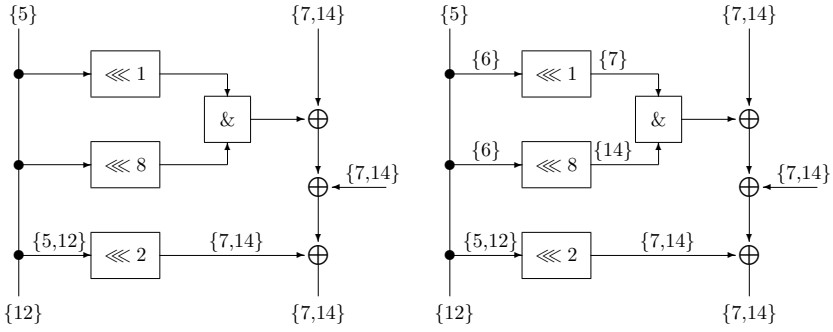 {5} {7,14} {5} {7,14}
⋘ 1 {6} ⋘ 1 {7}
& &
⋘ 8 {6} ⋘ 8 {14}
{7,14} {7,14}
{5,12} ⋘ 2 {7,14} {5,12} ⋘ 2 {7,14}
{12} {7,14} {12} {7,14}